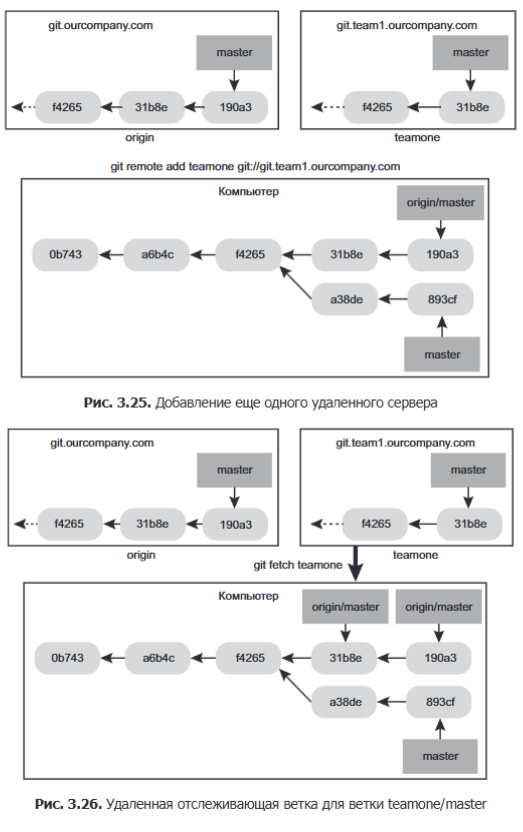 git.ourcompany.com
git.team1.ourcompany.com
master
master
f4265
31b8e
190a3
f4265
31b8e
origin
teamone
git remote add teamone git://git.team1.ourcompany.com
Компьютер
origin/master
0b743
a6b4c
f4265
31b8e
190a3
a38de
893cf
master
Рис. 3.25. Добавление еще одного удаленного сервера
git.ourcompany.com
git.team1.ourcompany.com
master
master
f4265
31b8e
190a3
f4265
31b8e
origin
teamone
git fetch teamone
Компьютер
origin/master
origin/master
0b743
a6b4c
f4265
31b8e
190a3
a38de
893cf
master
Рис. 3.26. Удаленная отслеживающая ветка для ветки teamone/master